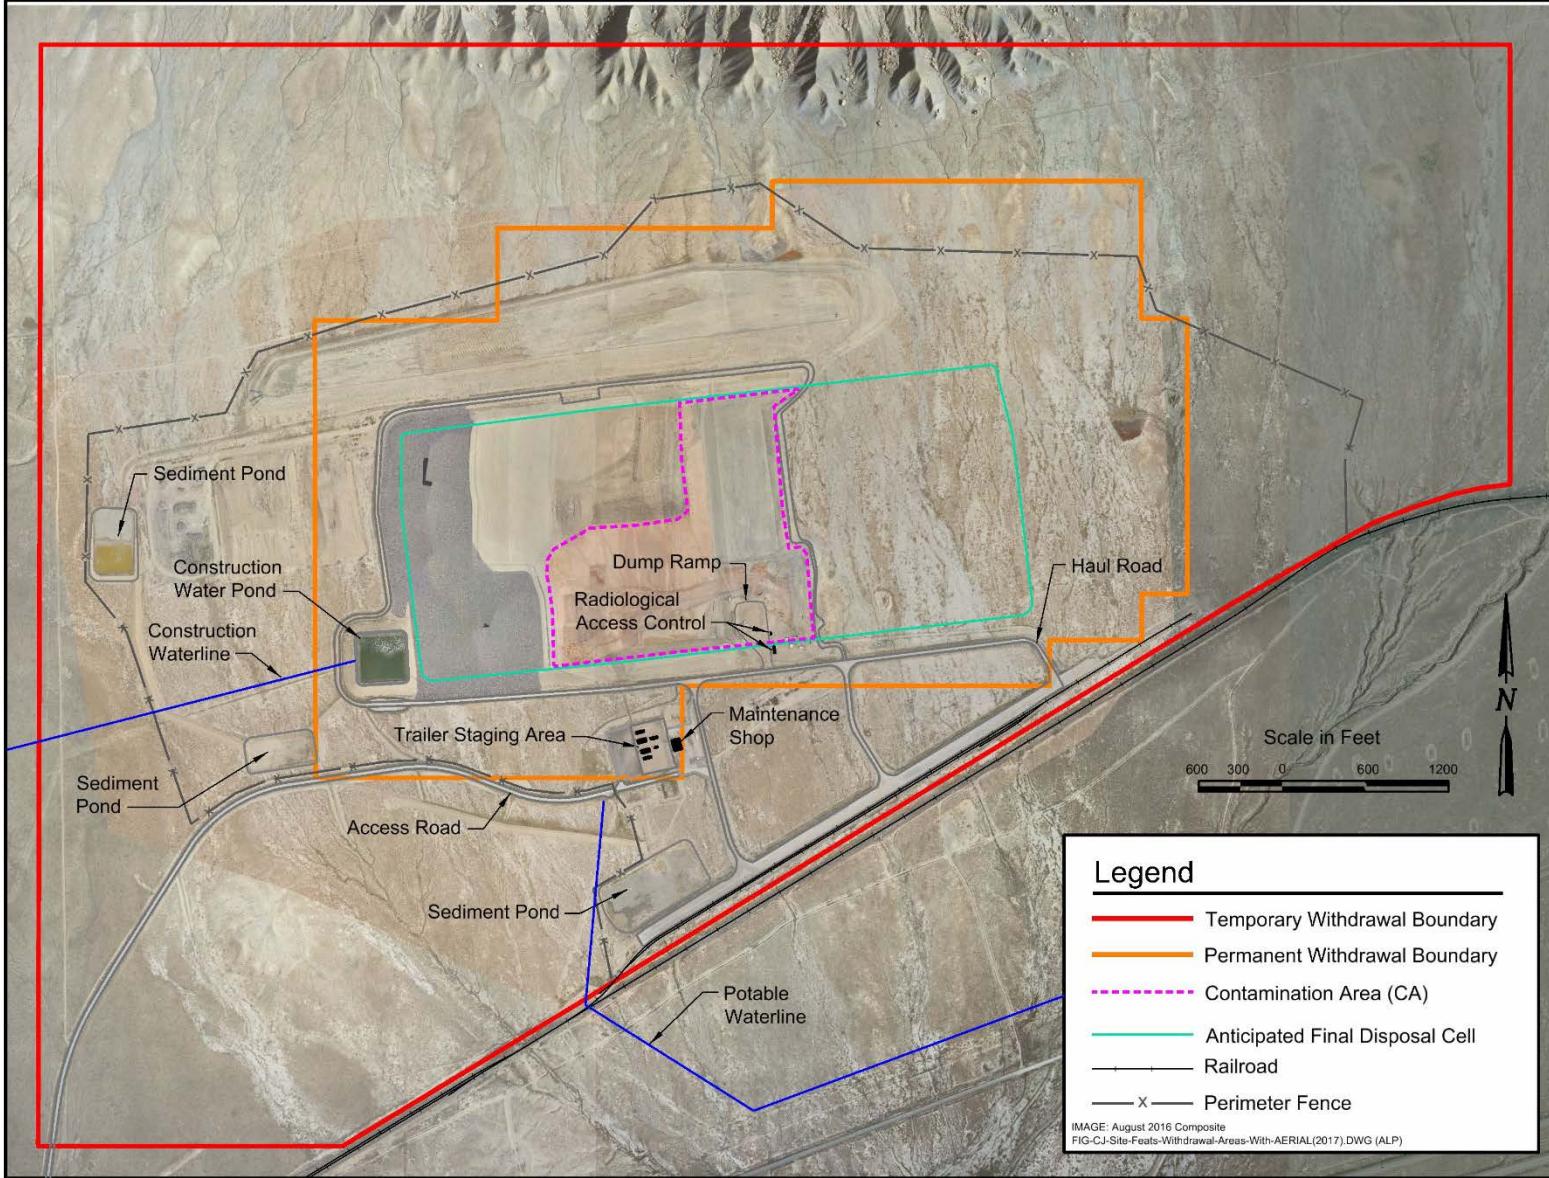 Sediment Pond
Construction
Water Pond
Construction
Waterline
Dump Ramp
Radiological
Access Control
Haul Road
Trailer Staging Area
Maintenance
Shop
Sediment
Pond
Access Road
Sediment Pond
Potable
Waterline
N
Scale in Feet
600 300 0 600 1200
Legend
Temporary Withdrawal Boundary
Permanent Withdrawal Boundary
Contamination Area (CA)
Anticipated Final Disposal Cell
Railroad
X Perimeter Fence
IMAGE: August 2016 Composite
FIG-CJ-Site-Feats-Withdrawal-Areas-With-AERIAL(2017).DWG (ALP)